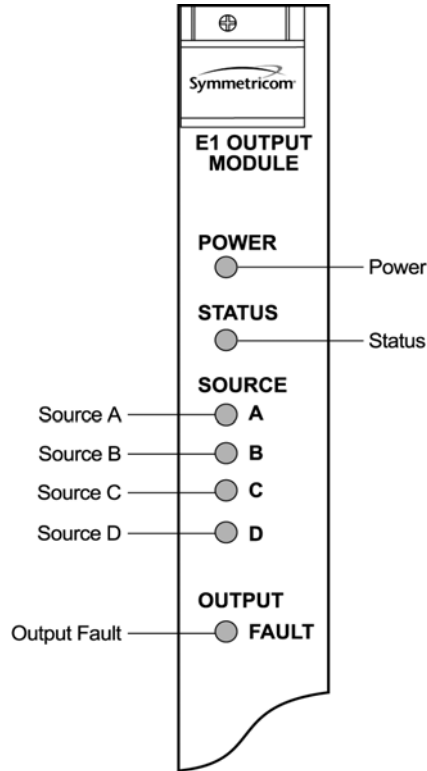 Symmetricom
E1 OUTPUT
MODULE
POWER
Power
STATUS
Status
SOURCE
Source A
A
Source B
B
Source C
C
Source D
D
OUTPUT
Output Fault
FAULT